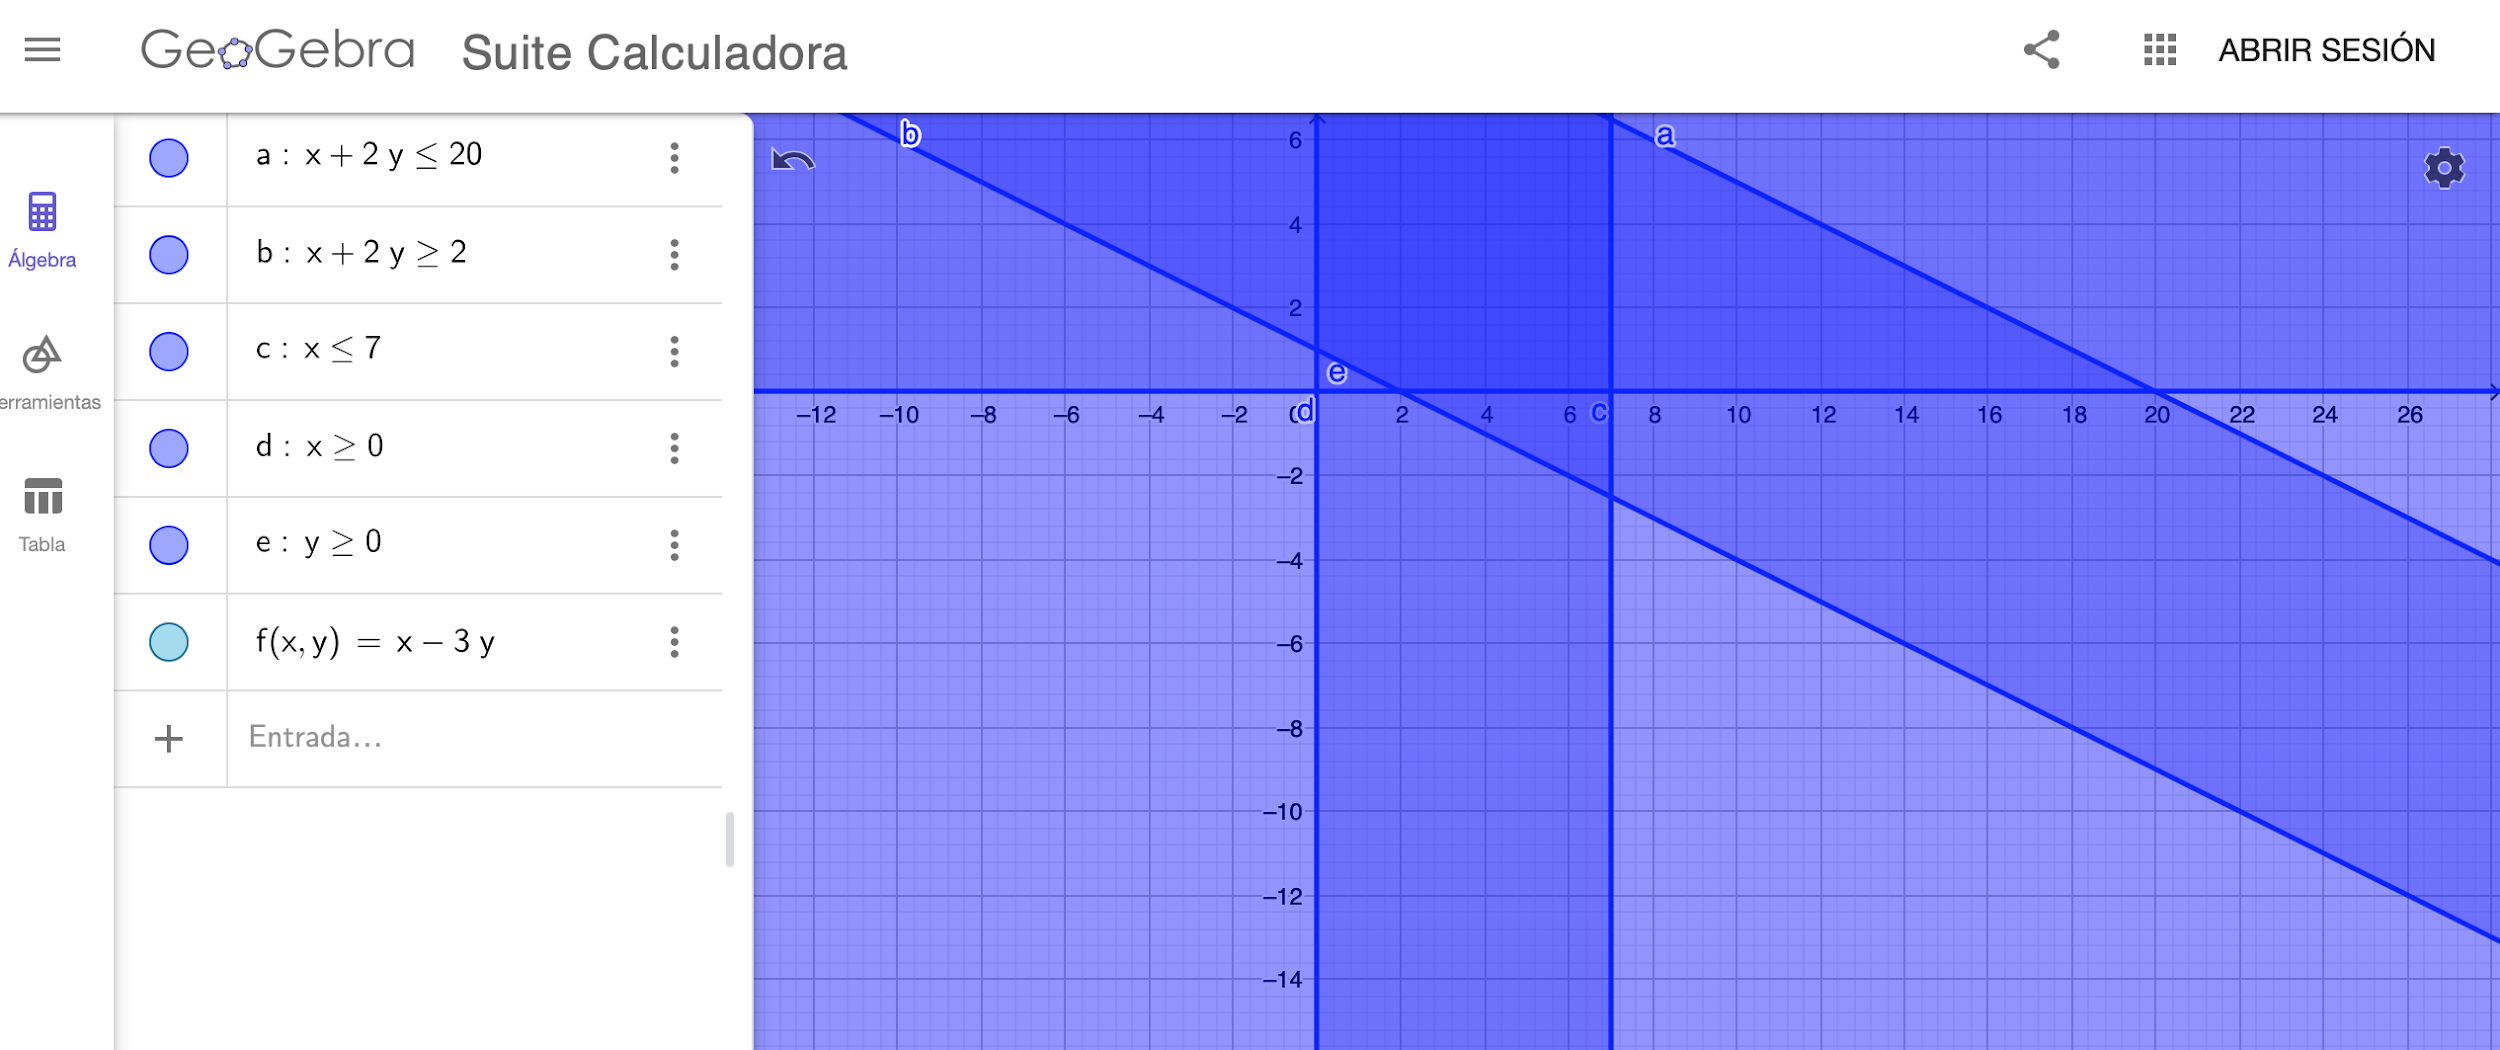 GeoGebra Suite Calculadora
ABRIR SESIÓN
Álgebra
erramientas
Tabla
a : x + 2 y ≤ 20
b : x + 2 y ≥ 2
c : x ≤ 7
d : x ≥ 0
e : y ≥ 0
f(x, y) = x − 3 y
Entrada…
b
a
6
4
2
e
−12 −10 −8 −6 −4 −2 0 d 2 4 6 c 8 10 12 14 16 18 20 22 24 26
−2
−4
−6
−8
−10
−12
−14